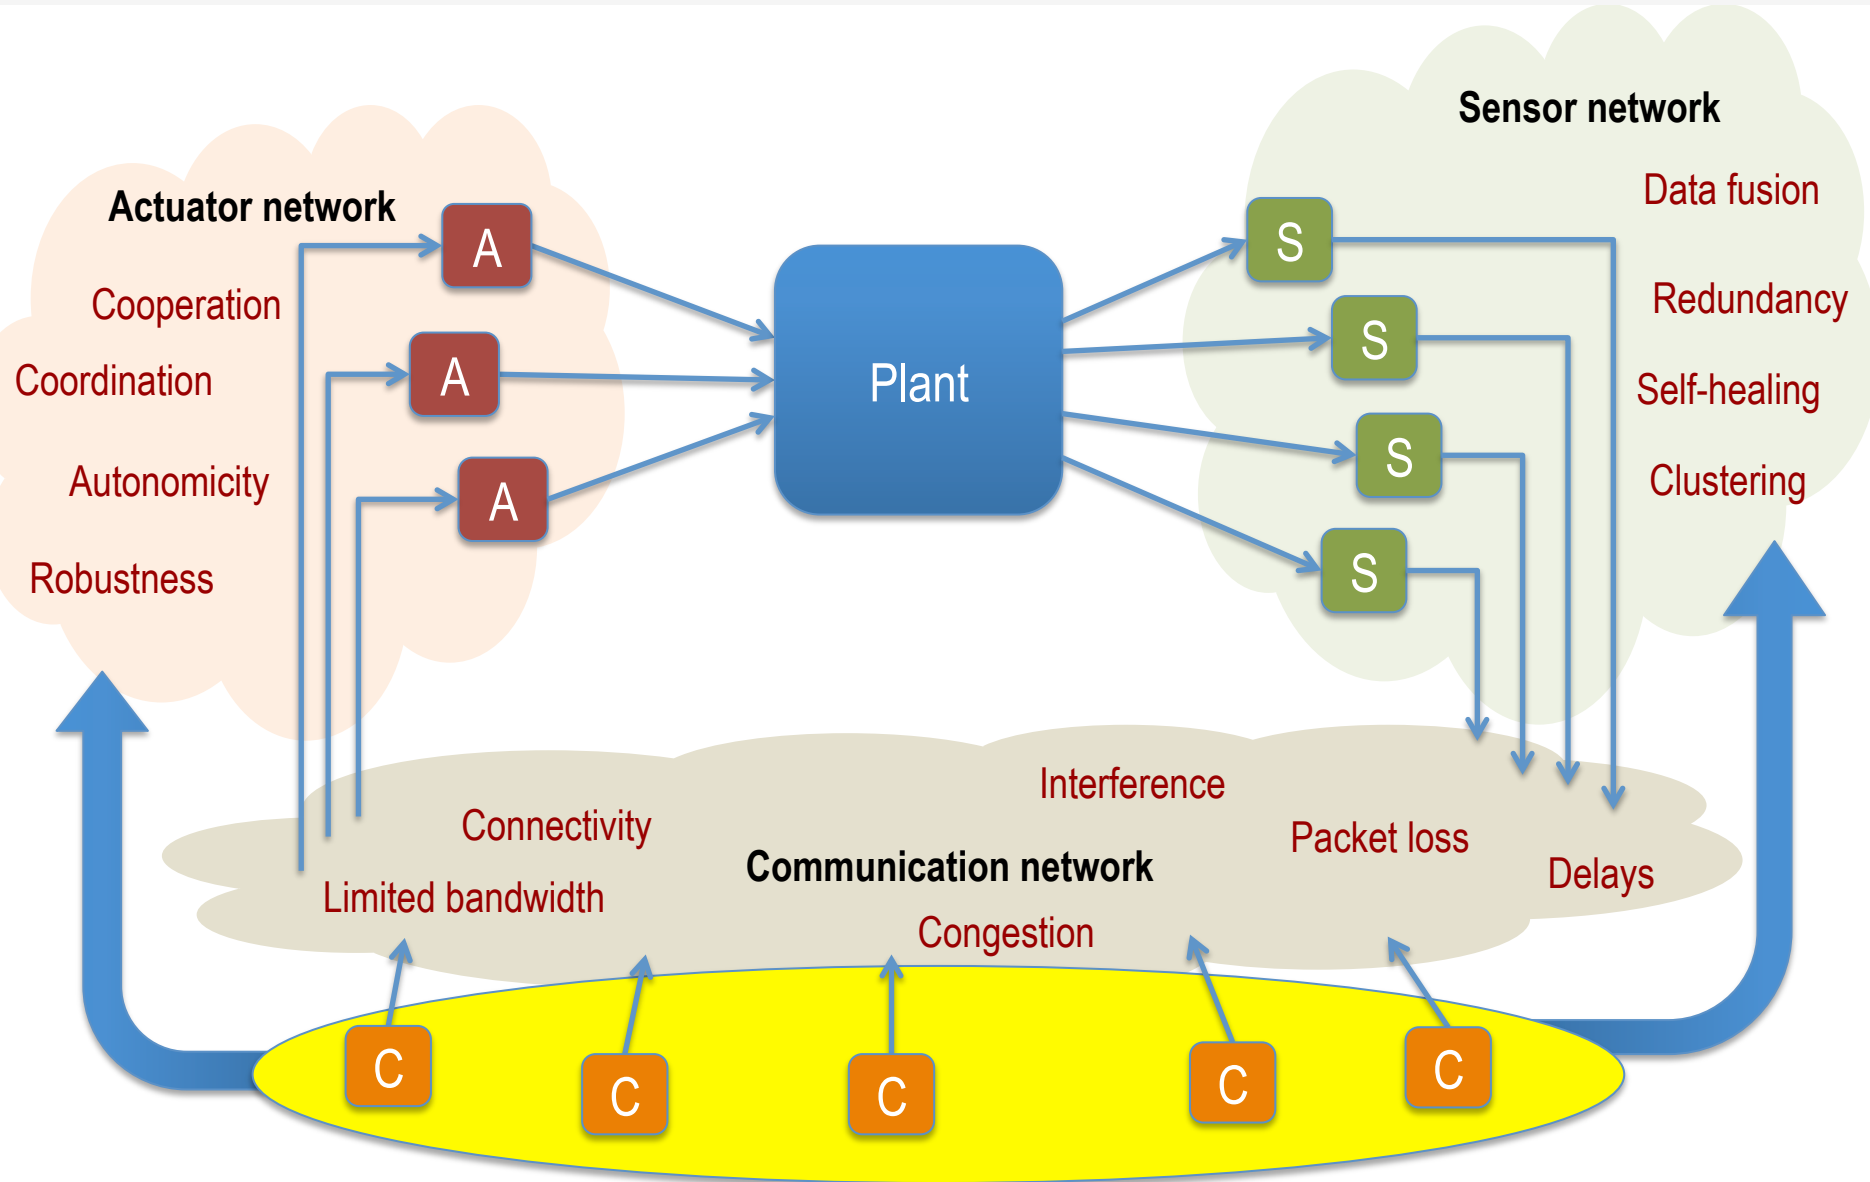 Sensor network
Actuator network
Data fusion
A
S
Cooperation
Redundancy
S
Plant
Coordination
A
Self-healing
S
Autonomicity
A
Clustering
Robustness
S
Interference
Connectivity
Packet loss
Communication network
Delays
Limited bandwidth
Congestion
C
C
C
C
C